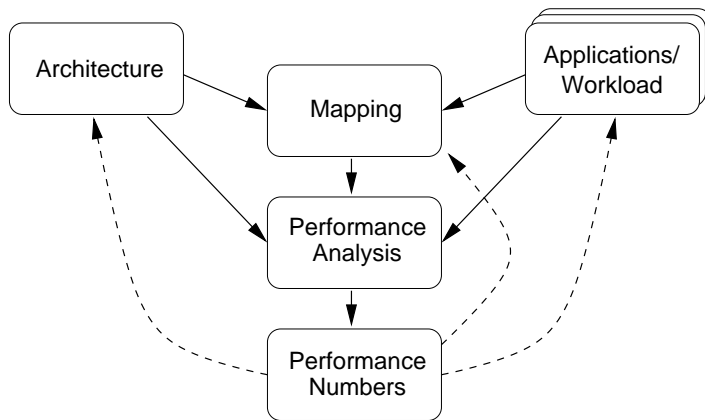 Architecture
Applications/
Workload
Mapping
Performance
Analysis
Performance
Numbers